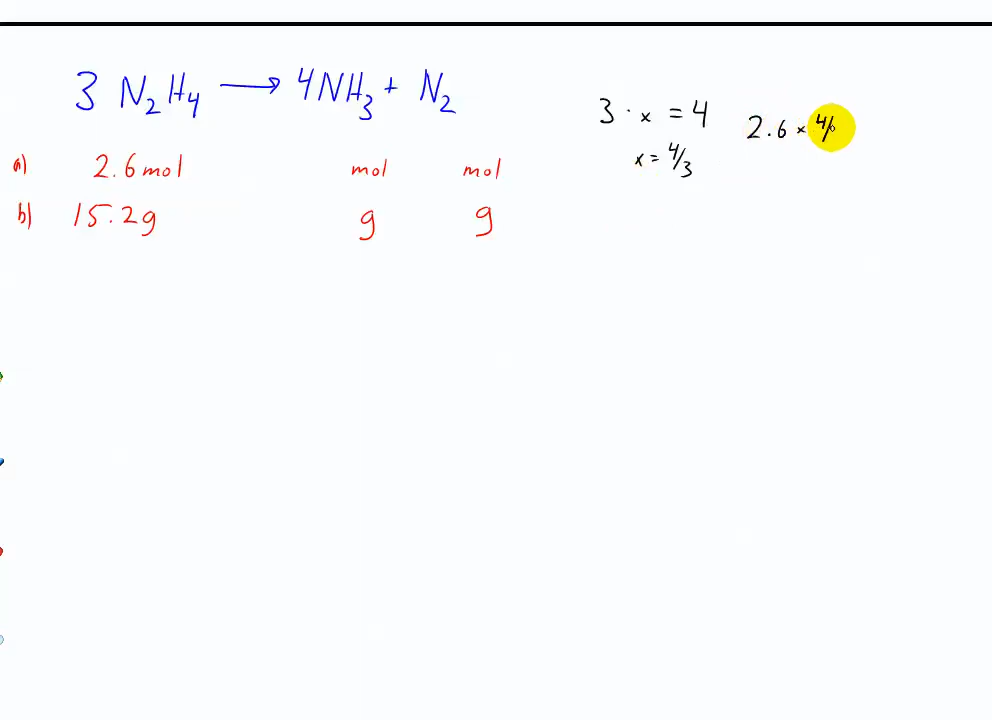 3 N₂H₄ → 4NH₃ + N₂
3 · x = 4
x = 4/3
2.6 × 4/
a) 2.6 mol mol mol
b) 15.2g g g